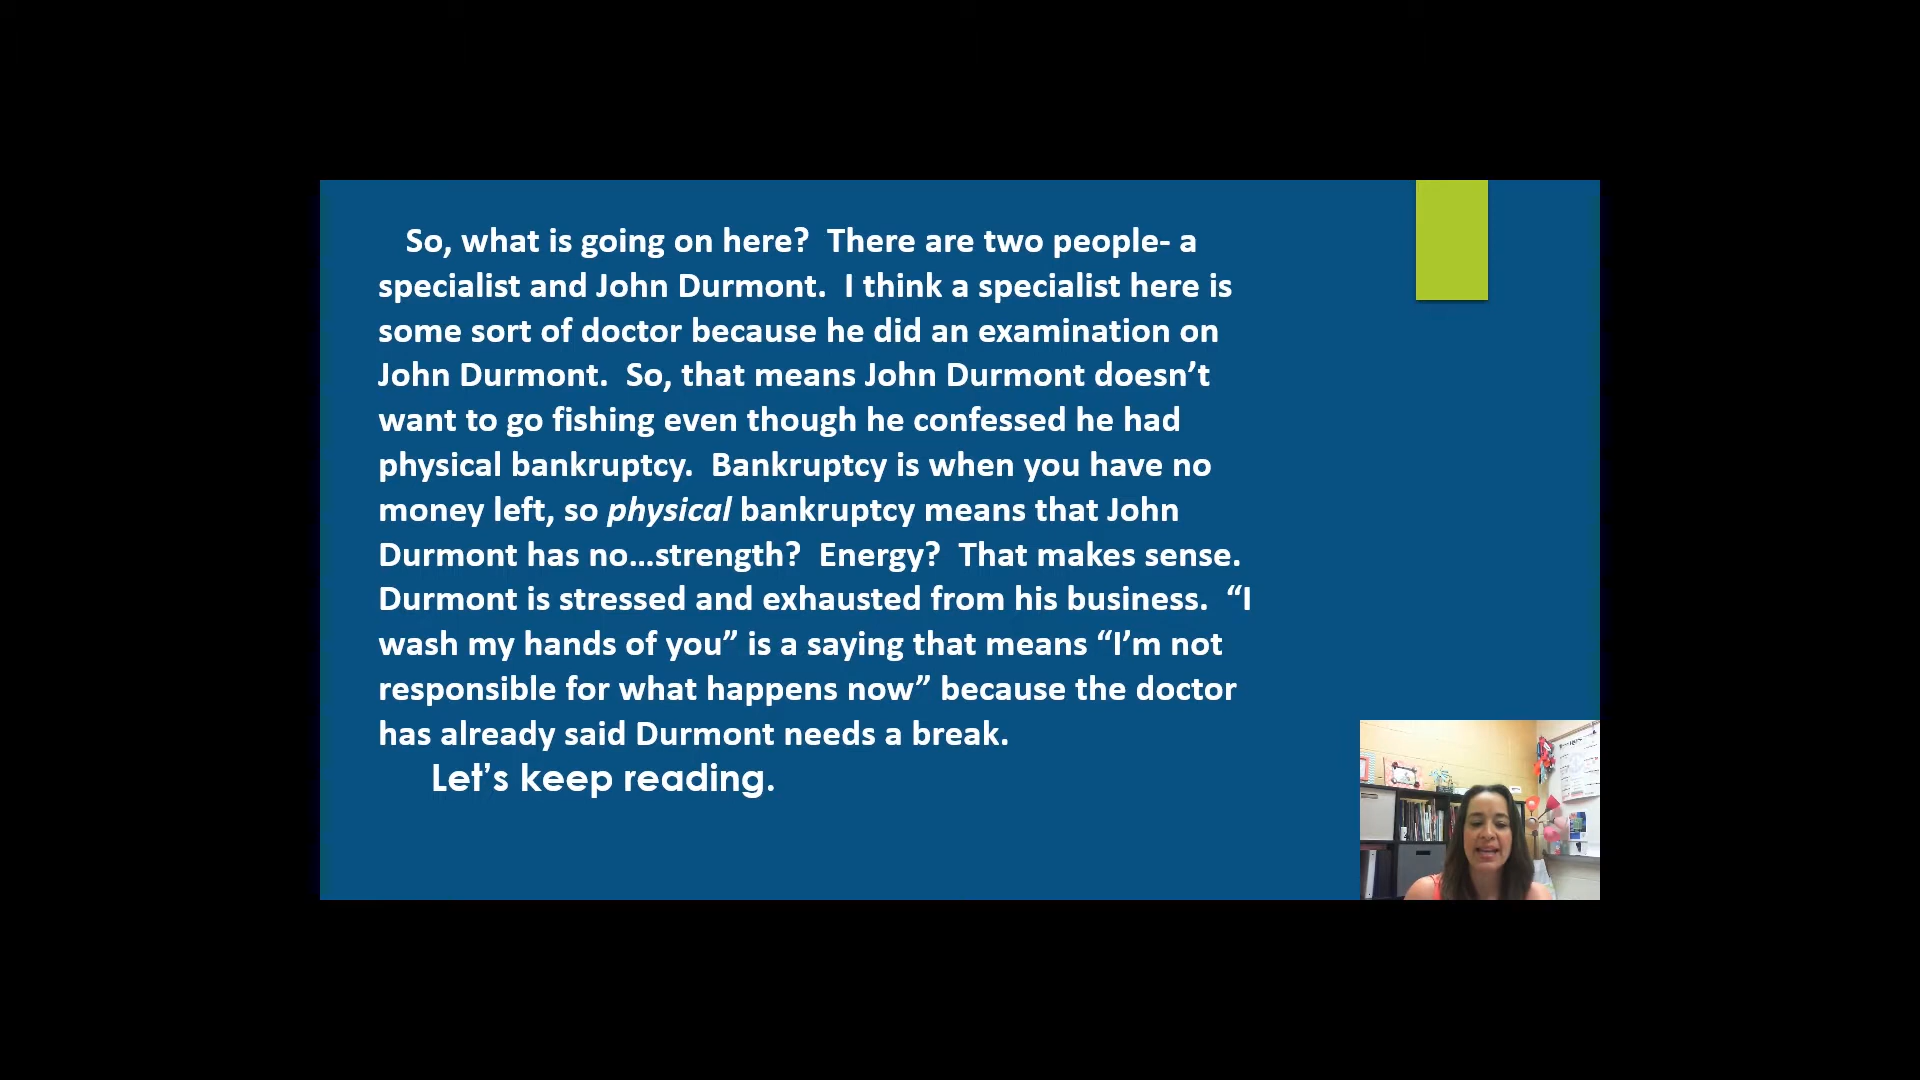 So, what is going on here?  There are two people- a
specialist and John Durmont.  I think a specialist here is
some sort of doctor because he did an examination on
John Durmont.  So, that means John Durmont doesn’t
want to go fishing even though he confessed he had
physical bankruptcy.  Bankruptcy is when you have no
money left, so physical bankruptcy means that John
Durmont has no…strength?  Energy?  That makes sense.
Durmont is stressed and exhausted from his business.  “I
wash my hands of you” is a saying that means “I’m not
responsible for what happens now” because the doctor
has already said Durmont needs a break.
Let’s keep reading.